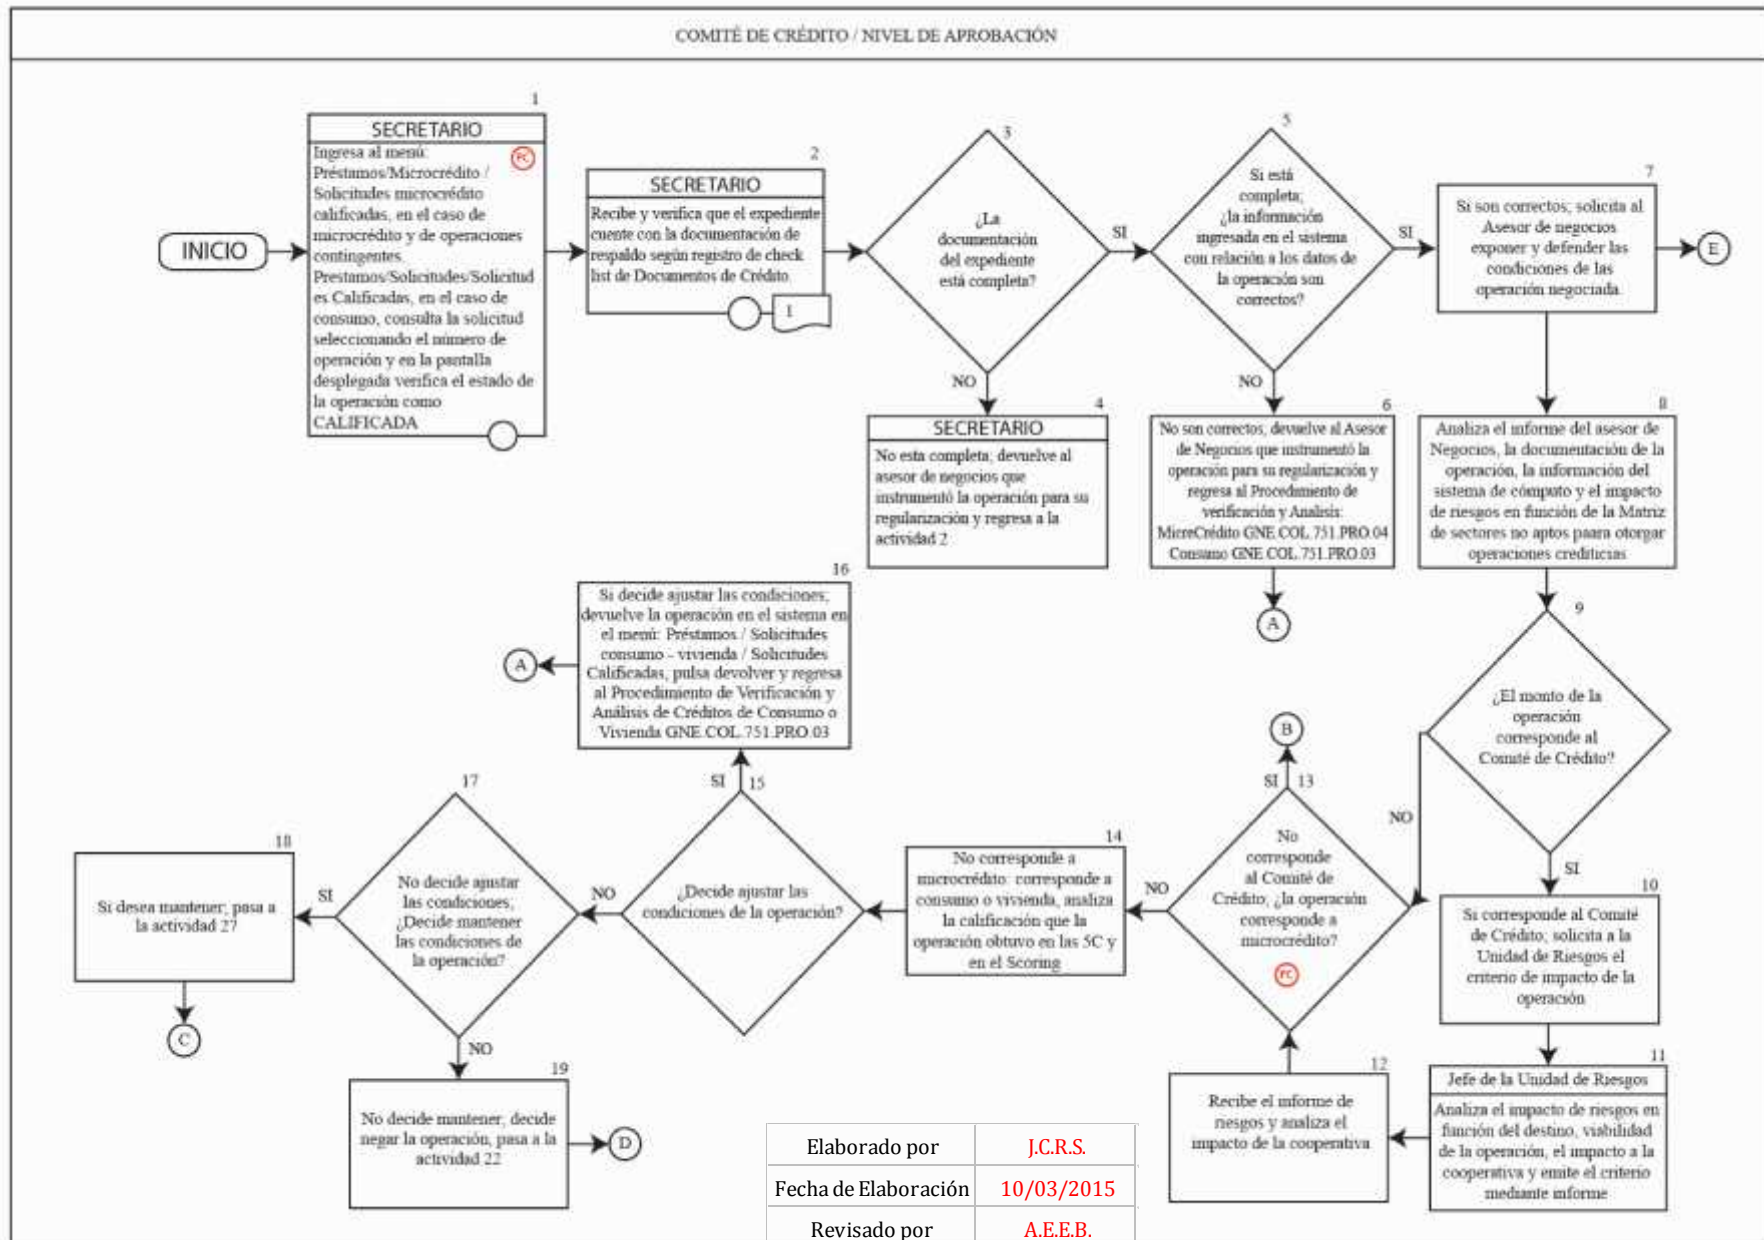 COMITÉ DE CRÉDITO / NIVEL DE APROBACIÓN
INICIO
1
SECRETARIO
PC
Ingresa al menú:
Préstamos/Microcrédito /
Solicitudes microcrédito
calificadas, en el caso de
microcrédito y de operaciones
contingentes.
Prestamos/Solicitudes/Solicitud
es Calificadas, en el caso de
consumo, consulta la solicitud
seleccionando el número de
operación y en la pantalla
desplegada verifica el estado de
la operación como
CALIFICADA
2
SECRETARIO
Recibe y verifica que el expediente
cuente con la documentación de
respaldo según registro de check
list de Documentos de Crédito.
1
3
¿La
documentación
del expediente
está completa?
SI
NO
4
SECRETARIO
No esta completa; devuelve al
asesor de negocios que
instrumentó la operación para su
regularización y regresa a la
actividad 2
5
Si está
completa;
¿la información
ingresada en el sistema
con relación a los datos de
la operación son
correctos?
SI
NO
6
No son correctos, devuelve al Asesor
de Negocios que instrumentó la
operación para su regularización y
regresa al Procedimiento de
verificación y Analisis:
MicreCrédito GNE.COL.751.PRO.04
Consumo GNE.COL.751.PRO.03
A
7
Si son correctos; solicita al
Asesor de negocios
exponer y defender las
condiciones de las
operación negociada
E
8
Analiza el informe del asesor de
Negocios, la documentación de la
operación, la información del
sistema de cómputo y el impacto
de riesgos en función de la Matriz
de sectores no aptos paara otorgar
operaciones crediticias
9
¿El monto de la
operación
corresponde al
Comité de Crédito?
NO
SI
10
Si corresponde al Comité
de Crédito; solicita a la
Unidad de Riesgos el
criterio de impacto de la
operación
11
Jefe de la Unidad de Riesgos
Analiza el impacto de riesgos en
función del destino, viabilidad
de la operación, el impacto a la
cooperativa y emite el criterio
mediante informe
12
Recibe el informe de
riesgos y analiza el
impacto de la cooperativa
B
SI
13
No
corresponde
al Comité de
Crédito; ¿la operación
corresponde a
microcrédito?
PC
NO
14
No corresponde a
microcrédito: corresponde a
consumo o vivienda, analiza
la calificación que la
operación obtuvo en las 5C y
en el Scoring
SI
15
¿Decide ajustar las
condiciones de la operación?
NO
16
Si decide ajustar las condiciones;
devuelve la operación en el sistema en
el menú: Préstamos / Solicitudes
consumo - vivienda / Solicitudes
Calificadas, pulsa devolver y regresa
al Procedimiento de Verificación y
Análisis de Créditos de Consumo o
Vivienda GNE.COL.751.PRO.03
A
17
No decide ajustar
las condiciones;
¿Decide mantener
las condiciones de
la operación?
SI
NO
18
Si desea mantener, pasa a
la actividad 27
C
19
No decide mantener, decide
negar la operación, pasa a la
actividad 22
D
Elaborado por J.C.R.S.
Fecha de Elaboración 10/03/2015
Revisado por A.E.E.B.